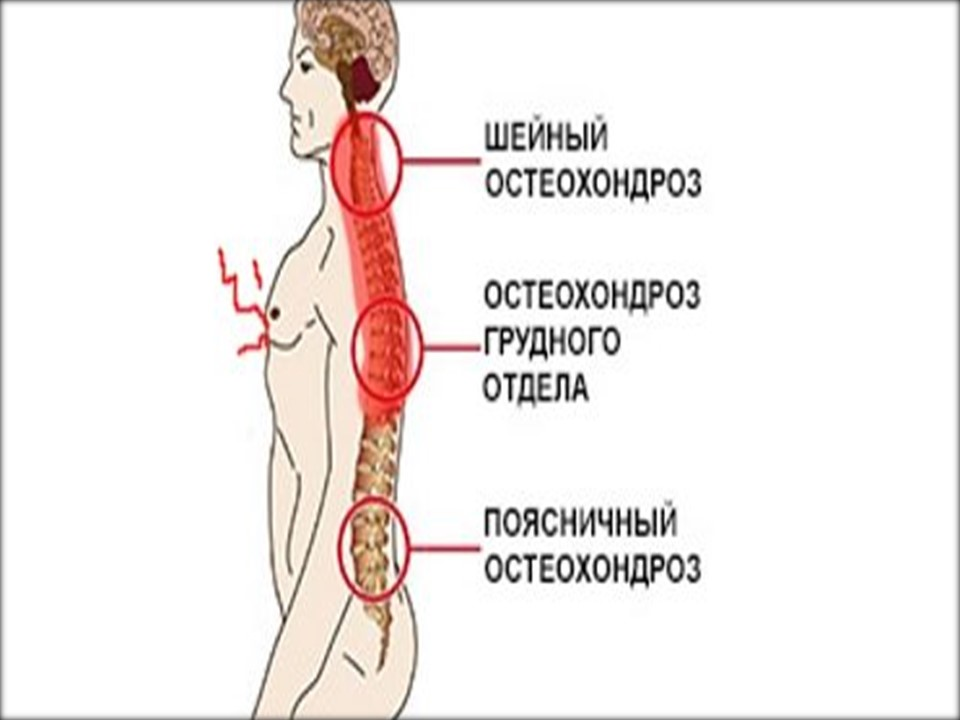 ШЕЙНЫЙ
ОСТЕОХОНДРОЗ
ОСТЕОХОНДРОЗ
ГРУДНОГО
ОТДЕЛА
ПОЯСНИЧНЫЙ
ОСТЕОХОНДРОЗ